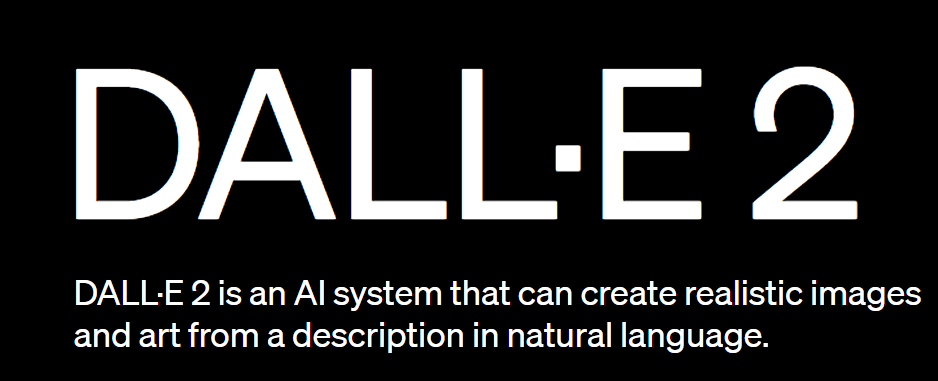 DALL·E 2
DALL·E 2 is an AI system that can create realistic images
and art from a description in natural language.